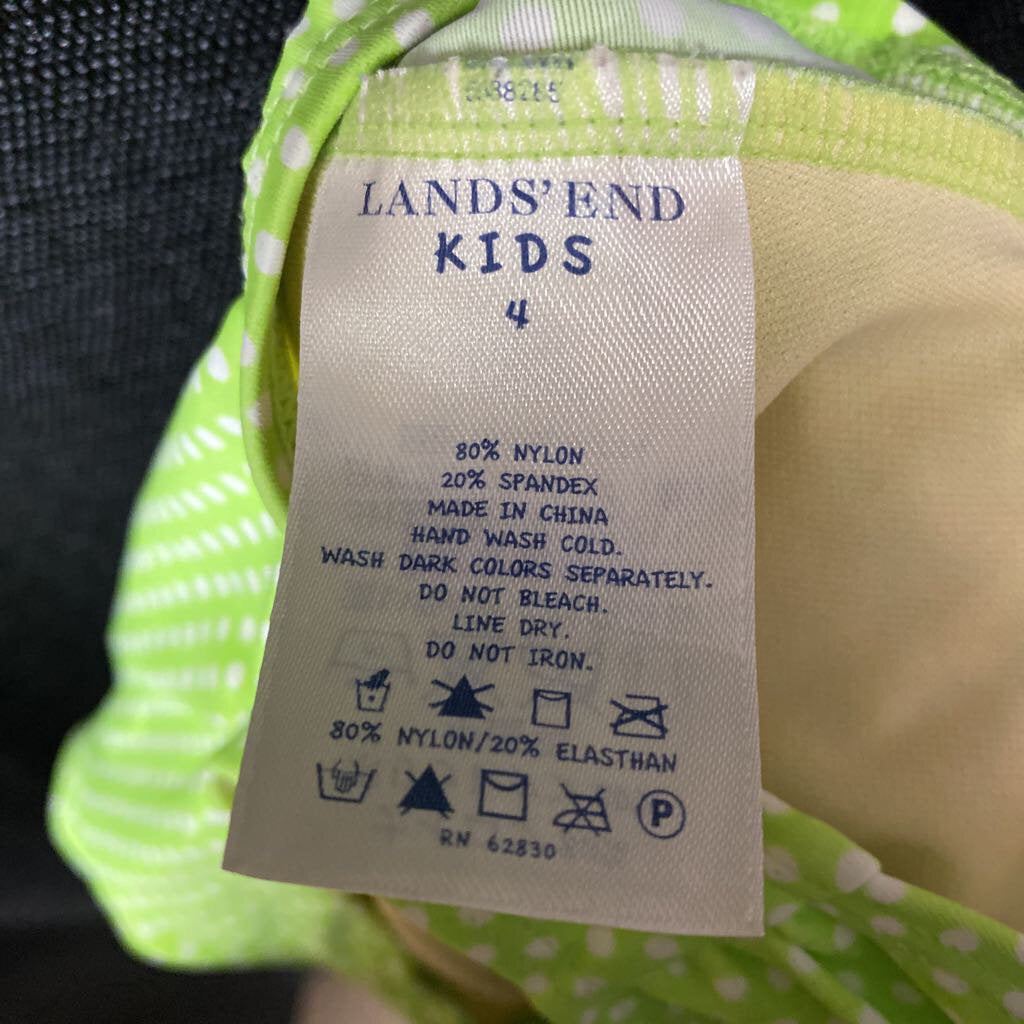 LANDS' END
KIDS
4
80% NYLON
20% SPANDEX
MADE IN CHINA
HAND WASH COLD.
WASH DARK COLORS SEPARATELY.
DO NOT BLEACH.
LINE DRY.
DO NOT IRON.
80% NYLON/20% ELASTHAN
P
RN 62830